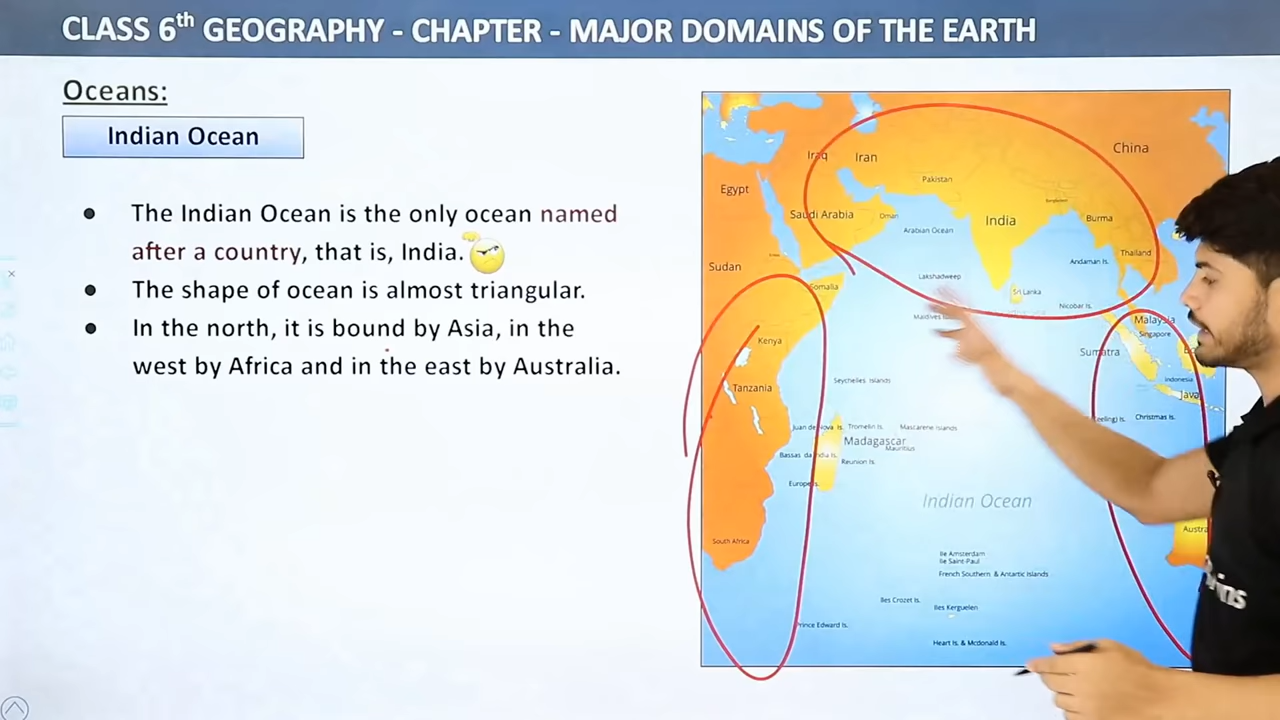 CLASS 6th GEOGRAPHY - CHAPTER - MAJOR DOMAINS OF THE EARTH
Oceans:
Indian Ocean
● The Indian Ocean is the only ocean named
after a country, that is, India.
● The shape of ocean is almost triangular.
● In the north, it is bound by Asia, in the
west by Africa and in the east by Australia.
China
Iraq
Iran
Pakistan
Egypt
Saudi Arabia
Oman
India
Burma
Arabian Ocean
Thailand
Andaman Is.
Sudan
Lakshadweep
Somalia
Sri Lanka
Nicobar Is.
Malaysia
Singapore
Kenya
Sumatra
Indonesia
Seychelles Islands
Tanzania
Java
Christmas Is.
Tromelin Is.
Mascarene Islands
Madagascar
Mauritius
Reunion Is.
Indian Ocean
Austra
South Africa
Ile Amsterdam
Ile Saint-Paul
French Southern & Antartic Islands
Iles Kerguelen
Prince Edward Is.
Heart Is. & Mcdonald Is.